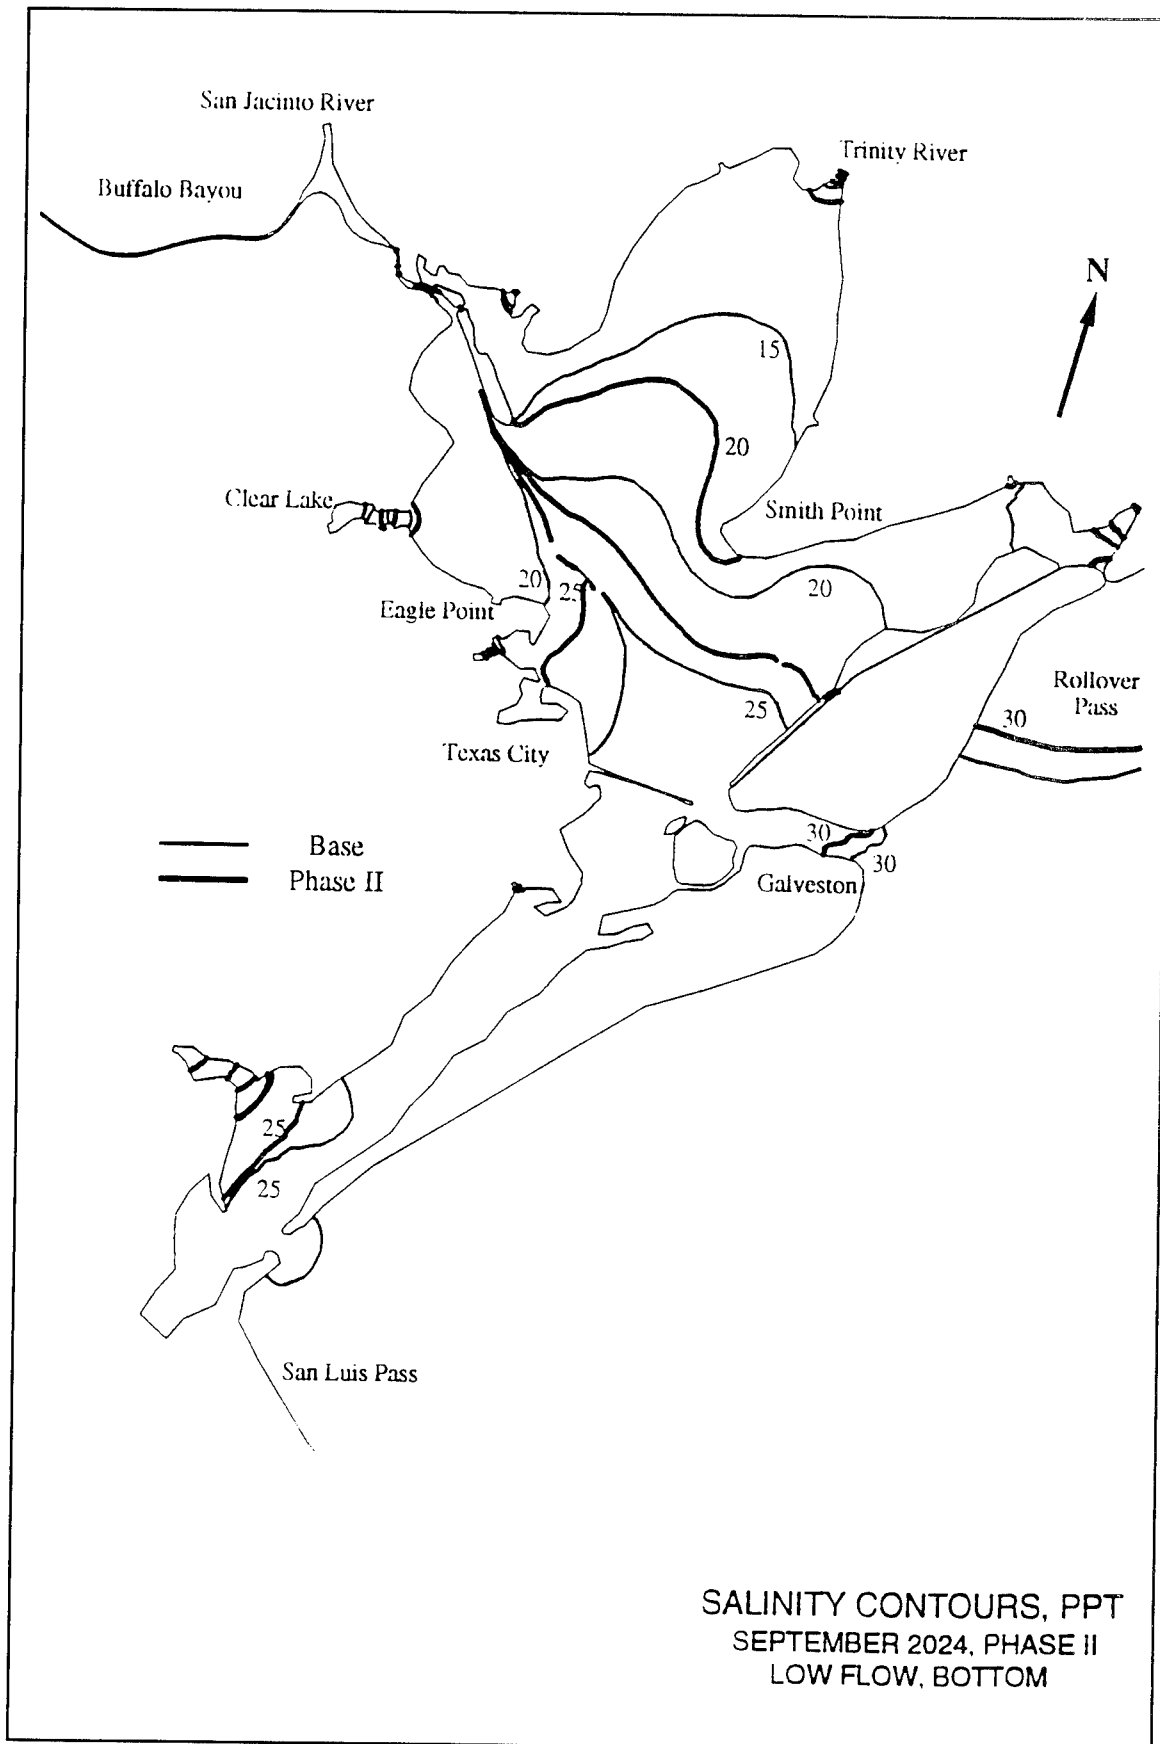 San Jacinto River
Trinity River
Buffalo Bayou
N
15
20
Clear Lake
Smith Point
20
25
20
Eagle Point
Rollover
Pass
25
30
Texas City
30
Base
30
Phase II
Galveston
25
25
San Luis Pass
SALINITY CONTOURS, PPT
SEPTEMBER 2024, PHASE II
LOW FLOW, BOTTOM